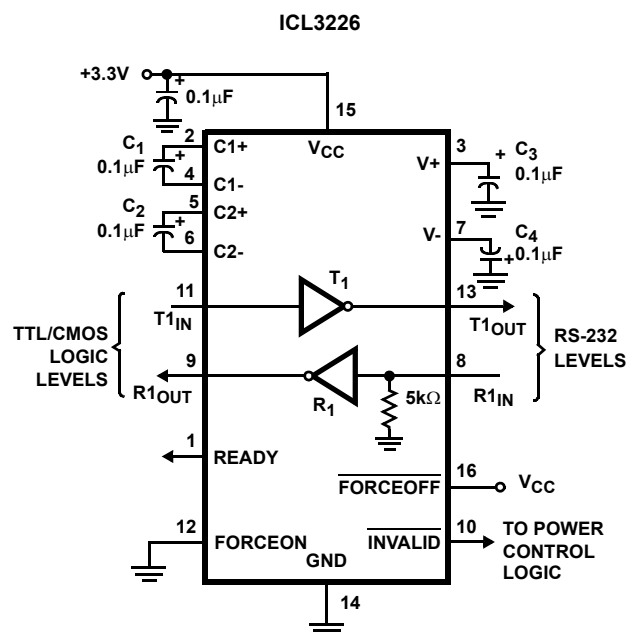 ICL3226
+3.3V
+
0.1μF
15
2
C1+
VCC
3
C1
+
0.1μF
V+
+
C3
0.1μF
4
C1-
5
C2+
C2
+
0.1μF
V-
7
C4
+
0.1μF
6
C2-
11
T1
13
T1IN
T1OUT
TTL/CMOS
LOGIC
LEVELS
RS-232
LEVELS
9
8
R1OUT
R1
5kΩ
R1IN
1
READY
16
FORCEOFF
VCC
12
FORCEON
INVALID
10
TO POWER
CONTROL
LOGIC
GND
14